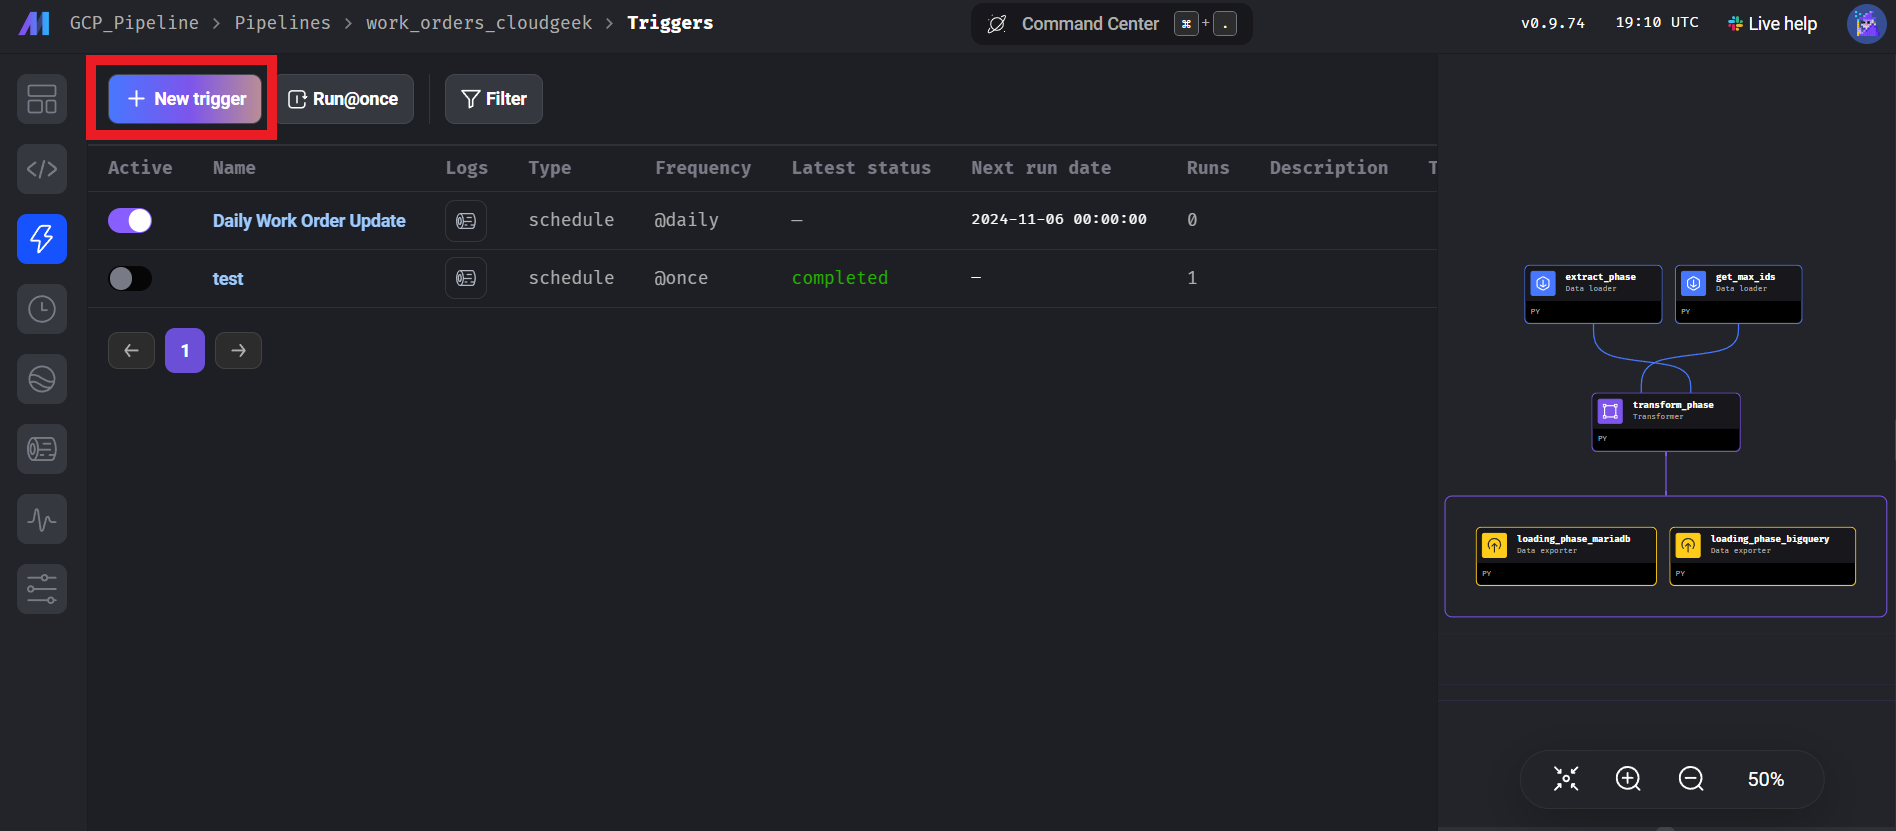 GCP_Pipeline > Pipelines > work_orders_cloudgeek > Triggers
Command Center ⌘ + .
v0.9.74
19:10 UTC
Live help
+ New trigger
Run@once
Filter
Active Name Logs Type Frequency Latest status Next run date Runs Description T
Daily Work Order Update schedule @daily — 2024-11-06 00:00:00 0
test schedule @once completed — 1
← 1 →
extract_phase
Data loader
PY
get_max_ids
Data loader
PY
transform_phase
Transformer
PY
loading_phase_mariadb
Data exporter
PY
loading_phase_bigquery
Data exporter
PY
50%